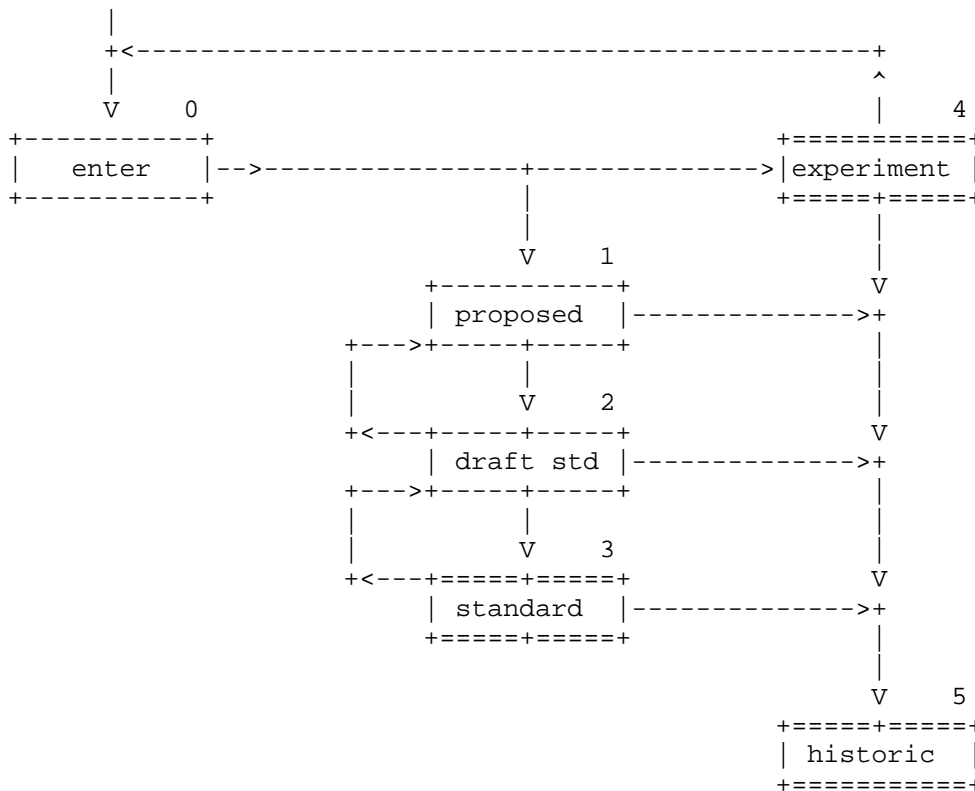 0
4
enter
experiment
1
proposed
2
draft std
3
standard
5
historic